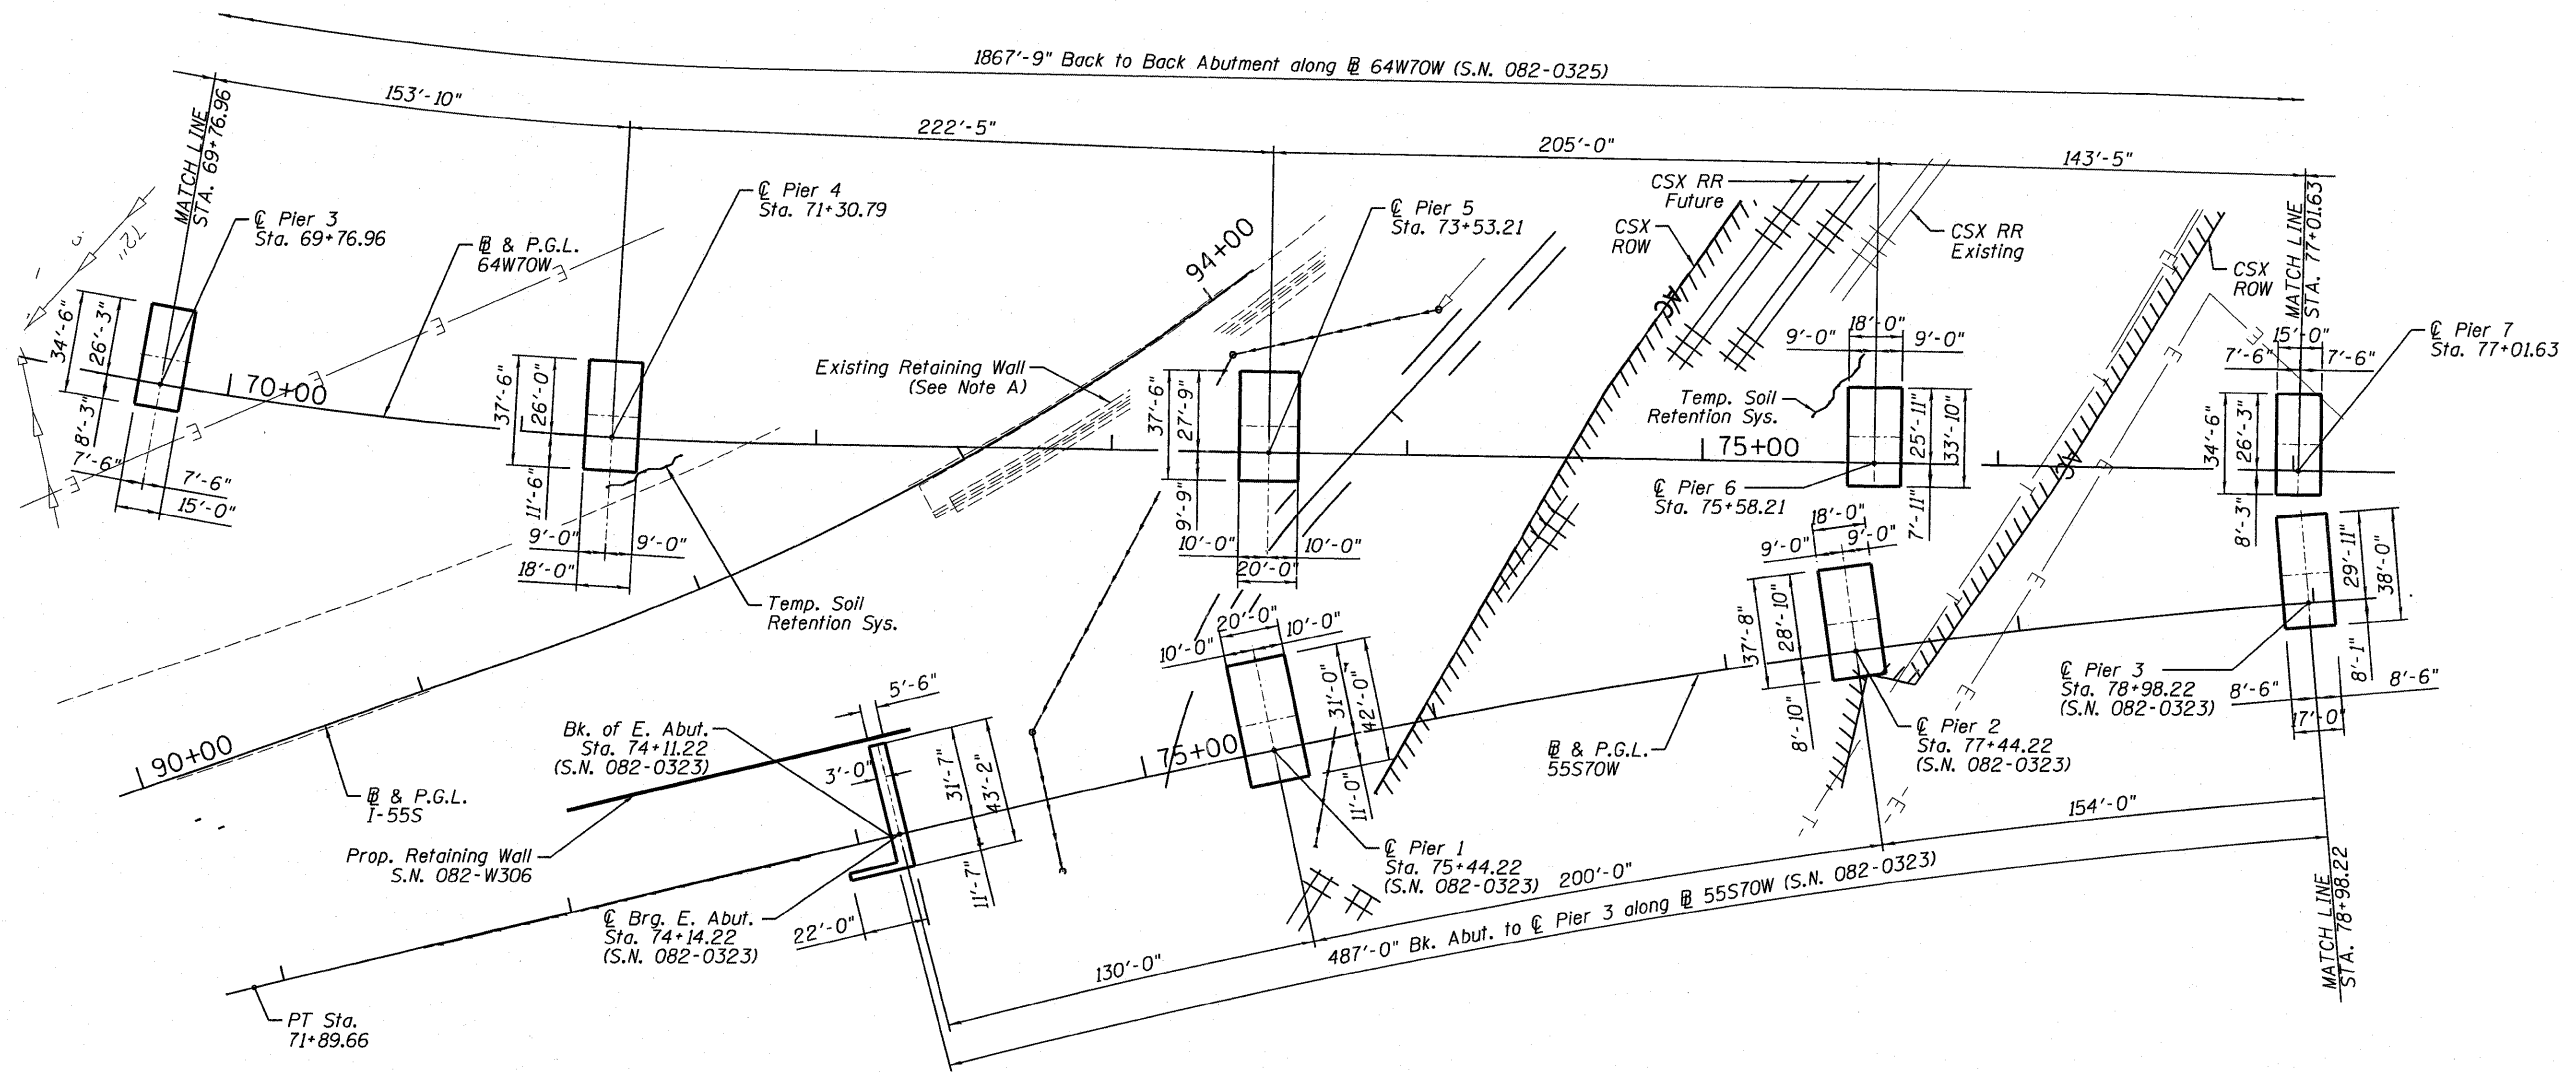 1867'-9" Back to Back Abutment along ℄ 64W70W (S.N. 082-0325)
153'-10"
222'-5"
205'-0"
143'-5"
MATCH LINE
STA. 69+76.96
72"
℄ Pier 3
Sta. 69+76.96
℄ Pier 4
Sta. 71+30.79
BL & P.G.L.
64W70W
94+00
℄ Pier 5
Sta. 73+53.21
CSX RR
Future
CSX
ROW
CSX RR
Existing
CSX
ROW
MATCH LINE
STA. 77+01.63
℄ Pier 7
Sta. 77+01.63
34'-6"
26'-3"
8'-3"
7'-6"
7'-6"
15'-0"
70+00
E
E
E
E
E
37'-6"
26'-0"
11'-6"
9'-0"
9'-0"
18'-0"
Existing Retaining Wall
(See Note A)
Temp. Soil
Retention Sys.
37'-6"
27'-9"
9'-9"
10'-0"
10'-0"
20'-0"
AC
9'-0"
18'-0"
9'-0"
Temp. Soil
Retention Sys.
75+00
25'-11"
33'-10"
7'-11"
℄ Pier 6
Sta. 75+58.21
AC
E
E
E
E
E
E
E
15'-0"
7'-6"
7'-6"
34'-6"
26'-3"
8'-3"
18'-0"
9'-0"
9'-0"
37'-8"
28'-10"
8'-10"
29'-11"
38'-0"
8'-1"
8'-6"
8'-6"
17'-0"
℄ Pier 3
Sta. 78+98.22
(S.N. 082-0323)
℄ Pier 2
Sta. 77+44.22
(S.N. 082-0323)
BL & P.G.L.
55S70W
20'-0"
10'-0"
10'-0"
31'-0"
42'-0"
11'-0"
75+00
℄ Pier 1
Sta. 75+44.22
(S.N. 082-0323)
90+00
BL & P.G.L.
I-55S
Bk. of E. Abut.
Sta. 74+11.22
(S.N. 082-0323)
5'-6"
3'-0"
31'-7"
43'-2"
11'-7"
22'-0"
Prop. Retaining Wall
S.N. 082-W306
℄ Brg. E. Abut.
Sta. 74+14.22
(S.N. 082-0323)
PT Sta.
71+89.66
130'-0"
200'-0"
154'-0"
487'-0" Bk. Abut. to ℄ Pier 3 along BL 55S70W (S.N. 082-0323)
MATCH LINE
STA. 78+98.22